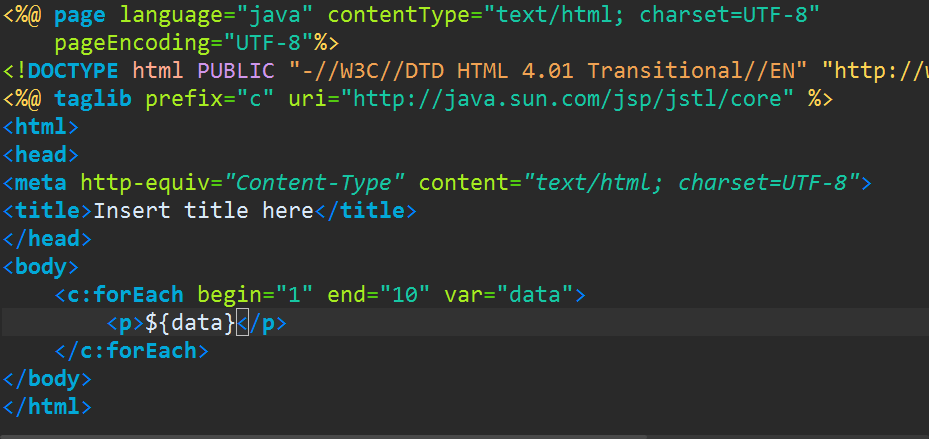 <%@ page language="java" contentType="text/html; charset=UTF-8"
    pageEncoding="UTF-8"%>
<!DOCTYPE html PUBLIC "-//W3C//DTD HTML 4.01 Transitional//EN" "http://
<%@ taglib prefix="c" uri="http://java.sun.com/jsp/jstl/core" %>
<html>
<head>
<meta http-equiv="Content-Type" content="text/html; charset=UTF-8">
<title>Insert title here</title>
</head>
<body>
    <c:forEach begin="1" end="10" var="data">
        <p>${data}</p>
    </c:forEach>
</body>
</html>